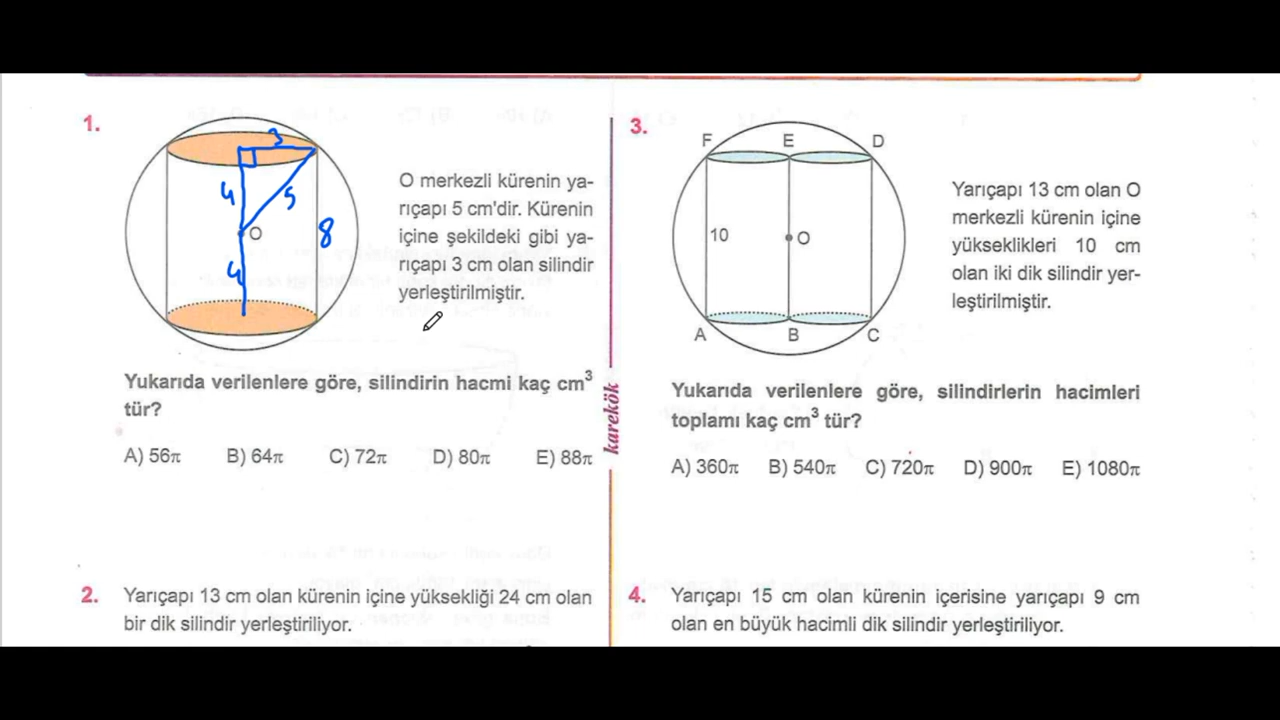 1.
3
4
5
O
8
4
O merkezli kürenin ya-
rıçapı 5 cm'dir. Kürenin
içine şekildeki gibi ya-
rıçapı 3 cm olan silindir
yerleştirilmiştir.
Yukarıda verilenlere göre, silindirin hacmi kaç cm³
tür?
A) 56π B) 64π C) 72π D) 80π E) 88π
2. Yarıçapı 13 cm olan kürenin içine yüksekliği 24 cm olan
bir dik silindir yerleştiriliyor.
karekök
3.
F E D
10
O
A B C
Yarıçapı 13 cm olan O
merkezli kürenin içine
yükseklikleri 10 cm
olan iki dik silindir yer-
leştirilmiştir.
Yukarıda verilenlere göre, silindirlerin hacimleri
toplamı kaç cm³ tür?
A) 360π B) 540π C) 720π D) 900π E) 1080π
4. Yarıçapı 15 cm olan kürenin içerisine yarıçapı 9 cm
olan en büyük hacimli dik silindir yerleştiriliyor.